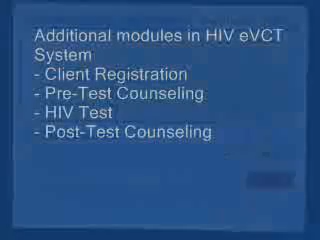 Additional modules in HIV eVCT
System
- Client Registration
- Pre-Test Counseling
- HIV Test
- Post-Test Counseling